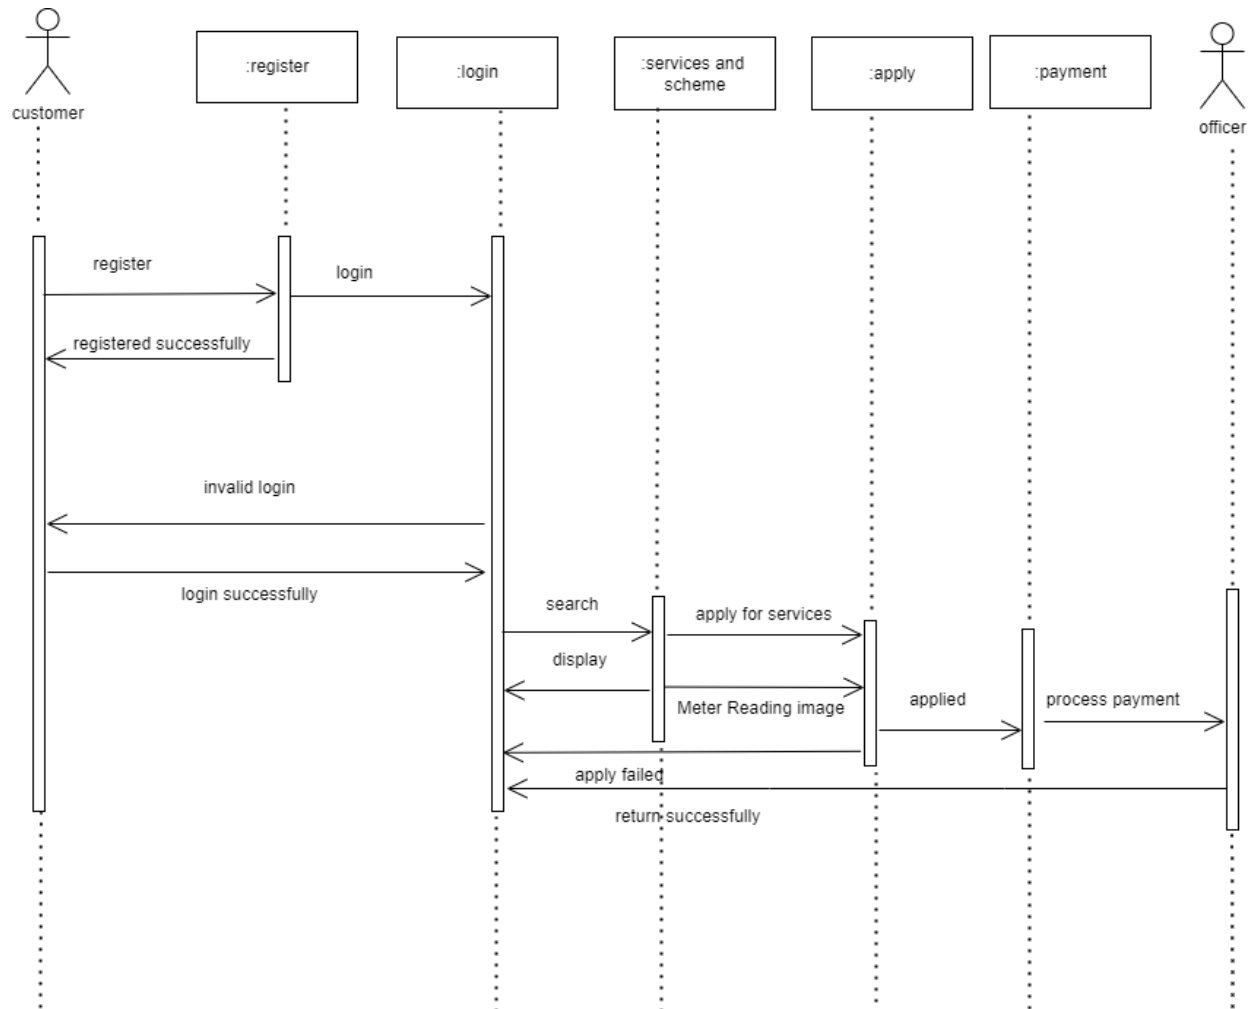 customer
:register
:login
:services and
scheme
:apply
:payment
officer
register
login
registered successfully
invalid login
login successfully
search
apply for services
display
Meter Reading image
applied
process payment
apply failed
return successfully